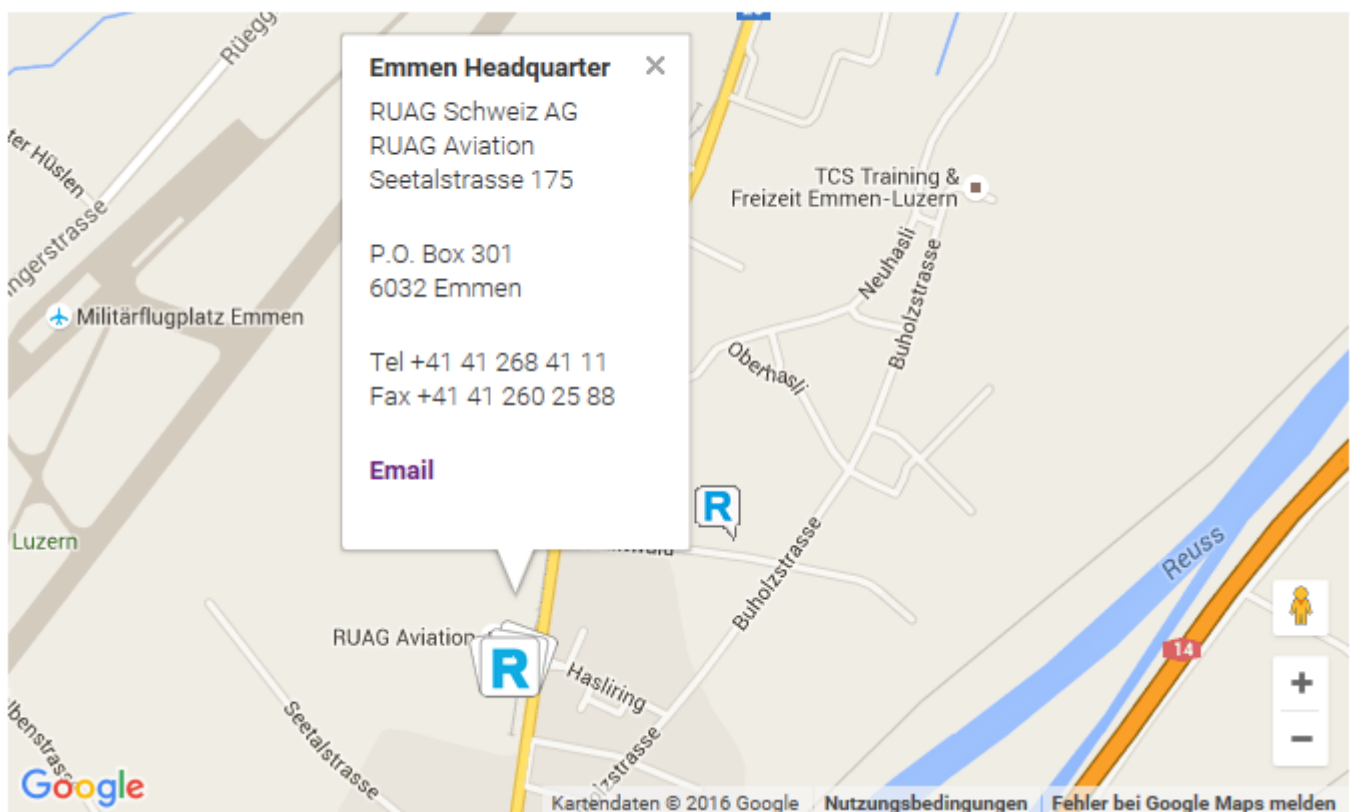 Emmen Headquarter
RUAG Schweiz AG
RUAG Aviation
Seetalstrasse 175
P.O. Box 301
6032 Emmen
Tel +41 41 268 41 11
Fax +41 41 260 25 88
Email
Rüegg
ter Hüslen
ngerstrasse
Militärflugplatz Emmen
Luzern
TCS Training &
Freizeit Emmen-Luzern
Neuhasli
Buholzstrasse
Oberhasli
R
Buholzstrasse
Reuss
14
RUAG Aviation
R
Hasliring
Seetalstrasse
lbenstrass
holzstrasse
Google
Kartendaten © 2016 Google
Nutzungsbedingungen
Fehler bei Google Maps melden